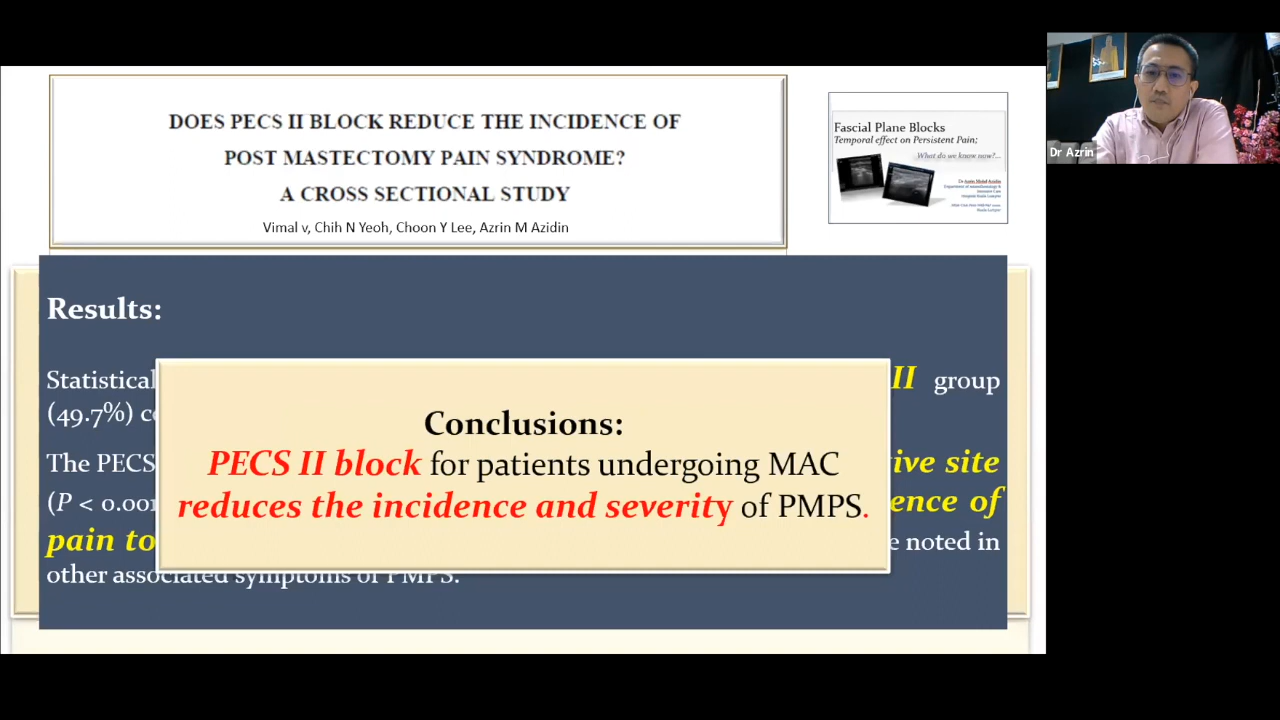 DOES PECS II BLOCK REDUCE THE INCIDENCE OF
POST MASTECTOMY PAIN SYNDROME?
A CROSS SECTIONAL STUDY
Vimal v, Chih N Yeoh, Choon Y Lee, Azrin M Azidin
Fascial Plane Blocks
Temporal effect on Persistent Pain;
What do we know now?...
Dr Azrin
Results:
Statistical II group
(49.7%)
The PECS ive site
(P < 0.001 ence of
pain to e noted in
other associated symptoms of PMPS.
Conclusions:
PECS II block for patients undergoing MAC
reduces the incidence and severity of PMPS.